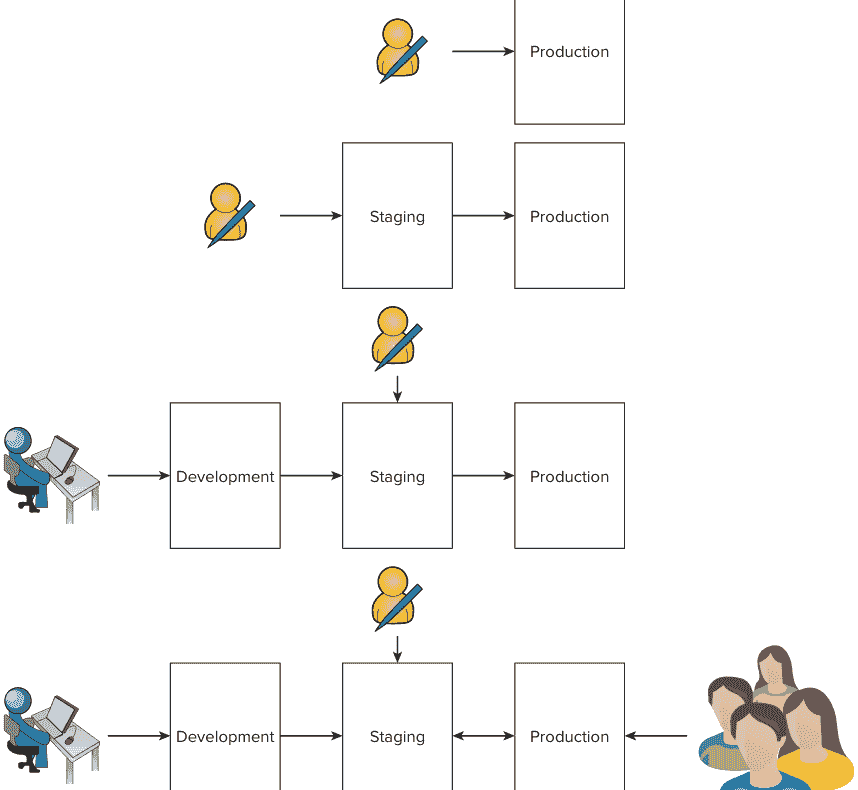 Production
Staging
Production
Development
Staging
Production
Development
Staging
Production